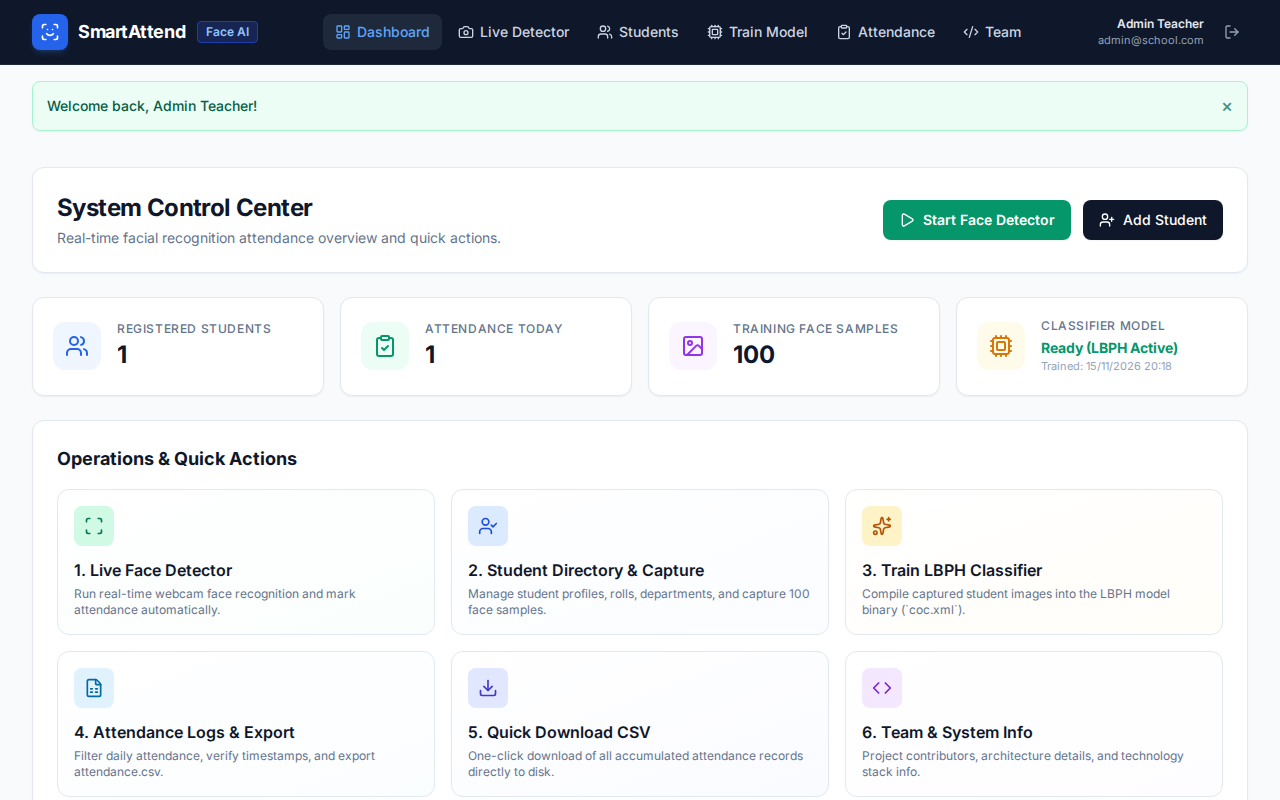 SmartAttend
Face AI
Dashboard
Live Detector
Students
Train Model
Attendance
Team
Admin Teacher
admin@school.com
Welcome back, Admin Teacher!
×
System Control Center
Real-time facial recognition attendance overview and quick actions.
Start Face Detector
Add Student
REGISTERED STUDENTS
1
ATTENDANCE TODAY
1
TRAINING FACE SAMPLES
100
CLASSIFIER MODEL
Ready (LBPH Active)
Trained: 15/11/2026 20:18
Operations & Quick Actions
1. Live Face Detector
Run real-time webcam face recognition and mark
attendance automatically.
2. Student Directory & Capture
Manage student profiles, rolls, departments, and capture 100
face samples.
3. Train LBPH Classifier
Compile captured student images into the LBPH model
binary (`coc.xml`).
4. Attendance Logs & Export
Filter daily attendance, verify timestamps, and export
attendance.csv.
5. Quick Download CSV
One-click download of all accumulated attendance records
directly to disk.
6. Team & System Info
Project contributors, architecture details, and technology
stack info.